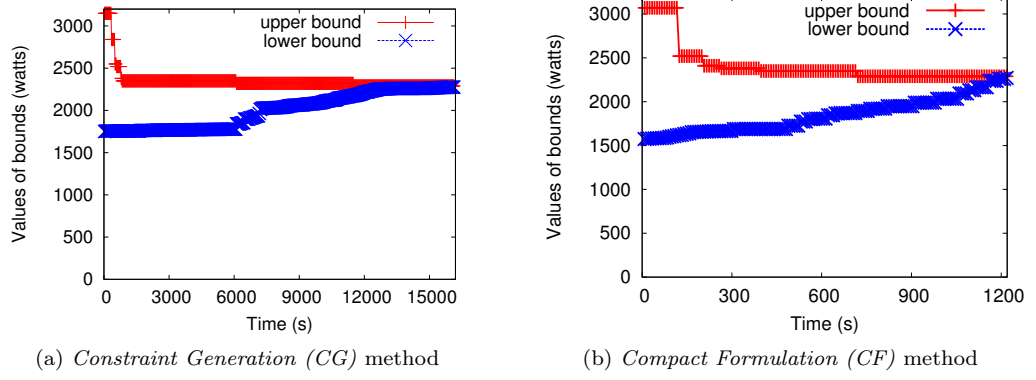 3000
2500
2000
1500
1000
500
0
Values of bounds (watts)
upper bound
lower bound
0 3000 6000 9000 12000 15000
Time (s)
(a) Constraint Generation (CG) method
3000
2500
2000
1500
1000
500
0
Values of bounds (watts)
upper bound
lower bound
0 300 600 900 1200
Time (s)
(b) Compact Formulation (CF) method